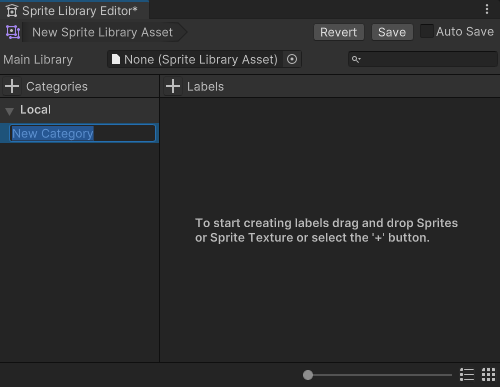 Sprite Library Editor*
New Sprite Library Asset
Revert
Save
Auto Save
Main Library
None (Sprite Library Asset)
+ Categories
+ Labels
Local
New Category
To start creating labels drag and drop Sprites
or Sprite Texture or select the '+' button.